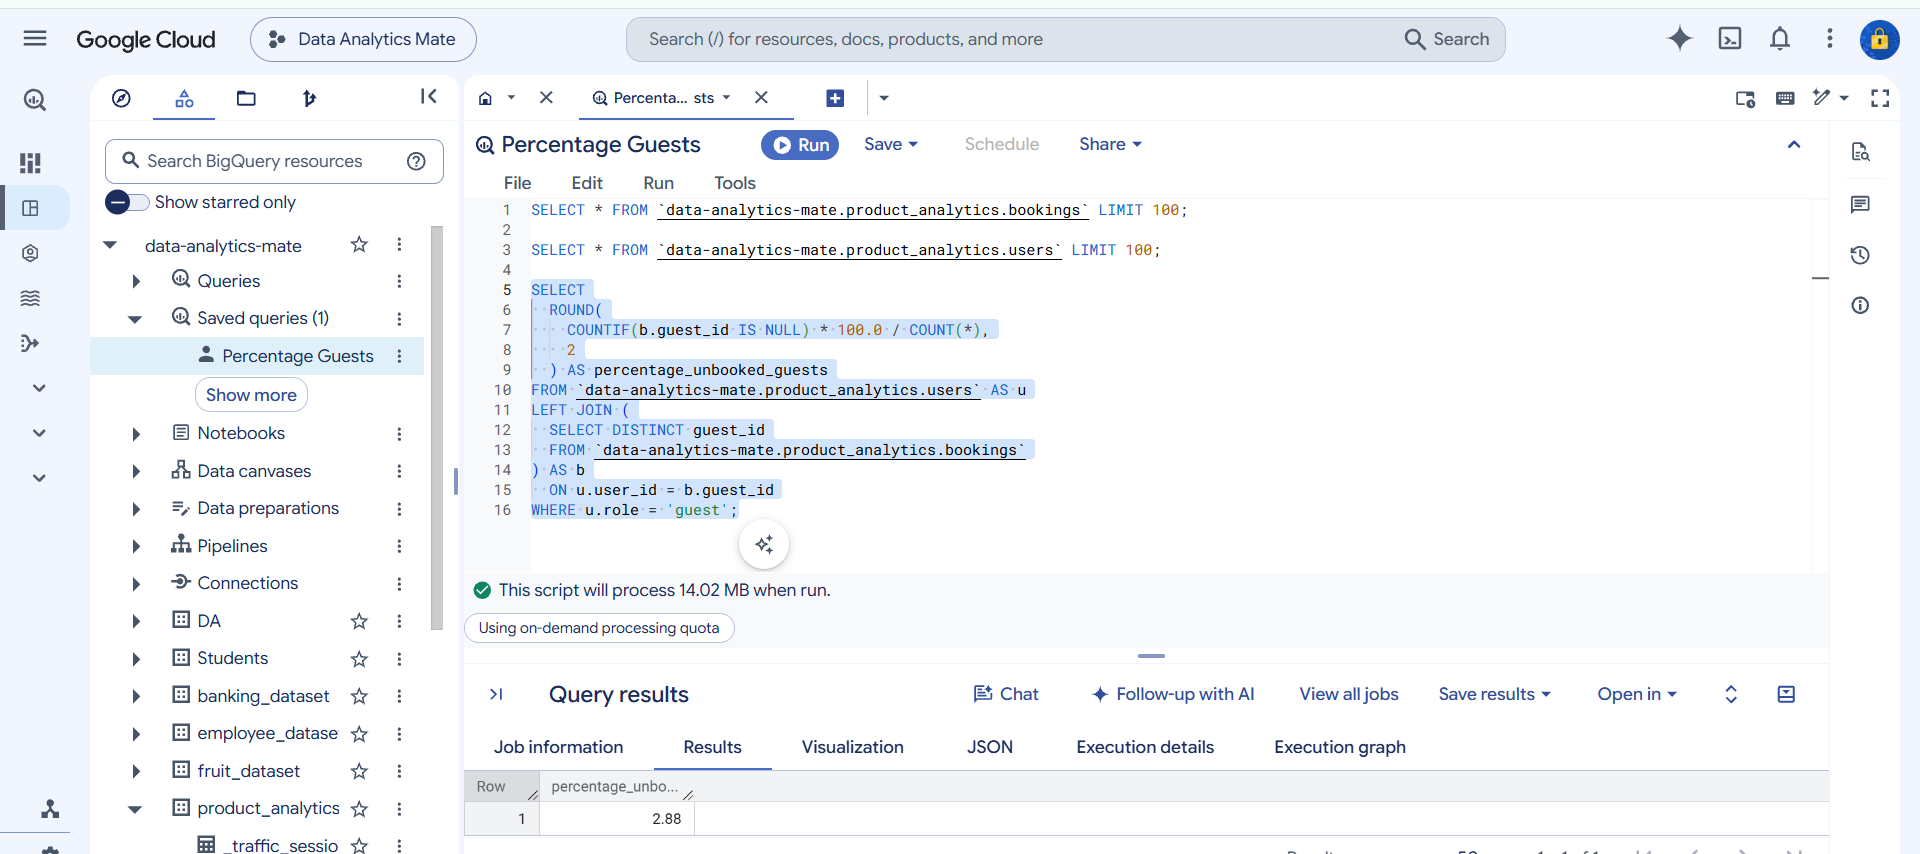 Google Cloud
Data Analytics Mate
Search (/) for resources, docs, products, and more
Search
Search BigQuery resources
Show starred only
data-analytics-mate
Queries
Saved queries (1)
Percentage Guests
Show more
Notebooks
Data canvases
Data preparations
Pipelines
Connections
DA
Students
banking_dataset
employee_datase
fruit_dataset
product_analytics
_traffic_sessio
Percenta... sts
Percentage Guests
Run
Save
Schedule
Share
File Edit Run Tools
1 SELECT * FROM `data-analytics-mate.product_analytics.bookings` LIMIT 100;
2
3 SELECT * FROM `data-analytics-mate.product_analytics.users` LIMIT 100;
4
5 SELECT
6 ROUND(
7 COUNTIF(b.guest_id IS NULL) * 100.0 / COUNT(*),
8 2
9 ) AS percentage_unbooked_guests
10 FROM `data-analytics-mate.product_analytics.users` AS u
11 LEFT JOIN (
12 SELECT DISTINCT guest_id
13 FROM `data-analytics-mate.product_analytics.bookings`
14 ) AS b
15 ON u.user_id = b.guest_id
16 WHERE u.role = 'guest';
This script will process 14.02 MB when run.
Using on-demand processing quota
Query results
Chat
Follow-up with AI
View all jobs
Save results
Open in
Job information Results Visualization JSON Execution details Execution graph
Row percentage_unbo...
1 2.88